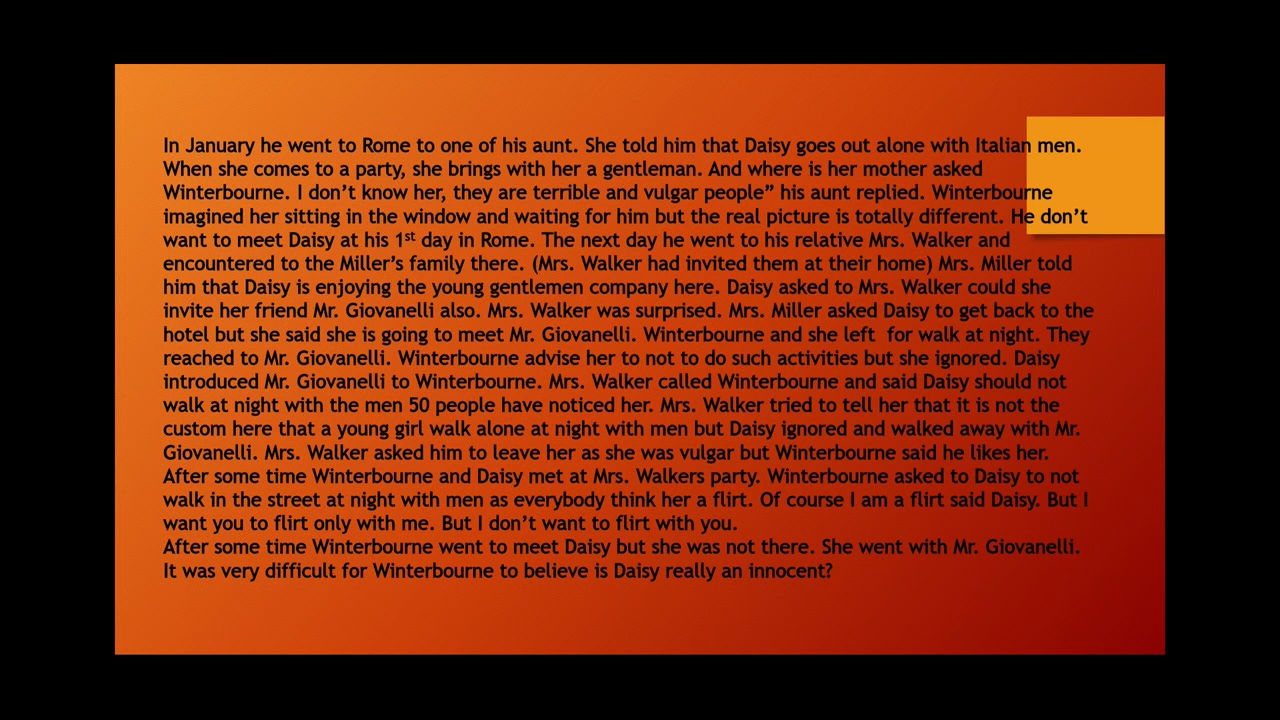 In January he went to Rome to one of his aunt. She told him that Daisy goes out alone with Italian men.
When she comes to a party, she brings with her a gentleman. And where is her mother asked
Winterbourne. I don’t know her, they are terrible and vulgar people” his aunt replied. Winterbourne
imagined her sitting in the window and waiting for him but the real picture is totally different. He don’t
want to meet Daisy at his 1st day in Rome. The next day he went to his relative Mrs. Walker and
encountered to the Miller’s family there. (Mrs. Walker had invited them at their home) Mrs. Miller told
him that Daisy is enjoying the young gentlemen company here. Daisy asked to Mrs. Walker could she
invite her friend Mr. Giovanelli also. Mrs. Walker was surprised. Mrs. Miller asked Daisy to get back to the
hotel but she said she is going to meet Mr. Giovanelli. Winterbourne and she left  for walk at night. They
reached to Mr. Giovanelli. Winterbourne advise her to not to do such activities but she ignored. Daisy
introduced Mr. Giovanelli to Winterbourne. Mrs. Walker called Winterbourne and said Daisy should not
walk at night with the men 50 people have noticed her. Mrs. Walker tried to tell her that it is not the
custom here that a young girl walk alone at night with men but Daisy ignored and walked away with Mr.
Giovanelli. Mrs. Walker asked him to leave her as she was vulgar but Winterbourne said he likes her.
After some time Winterbourne and Daisy met at Mrs. Walkers party. Winterbourne asked to Daisy to not
walk in the street at night with men as everybody think her a flirt. Of course I am a flirt said Daisy. But I
want you to flirt only with me. But I don’t want to flirt with you.
After some time Winterbourne went to meet Daisy but she was not there. She went with Mr. Giovanelli.
It was very difficult for Winterbourne to believe is Daisy really an innocent?